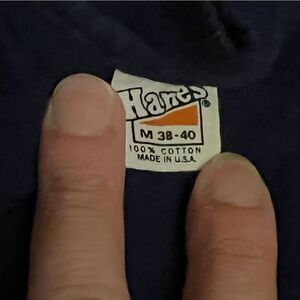 Hanes®
M 38-40
100% COTTON
MADE IN U.S.A.